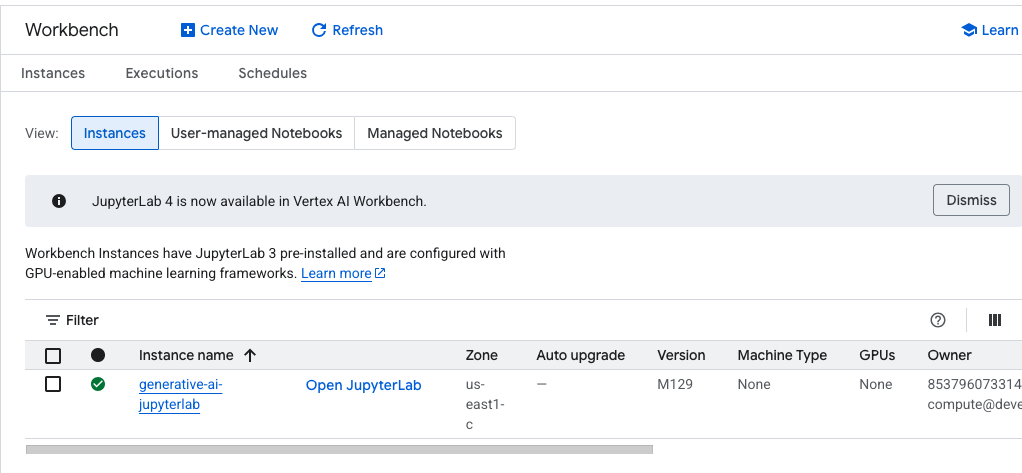 Workbench Create New Refresh Learn
Instances Executions Schedules
View: Instances User-managed Notebooks Managed Notebooks
JupyterLab 4 is now available in Vertex AI Workbench. Dismiss
Workbench Instances have JupyterLab 3 pre-installed and are configured with
GPU-enabled machine learning frameworks. Learn more
Filter
Instance name Zone Auto upgrade Version Machine Type GPUs Owner
generative-ai- Open JupyterLab us- — M129 None None 853796073314
jupyterlab east1- compute@deve
c